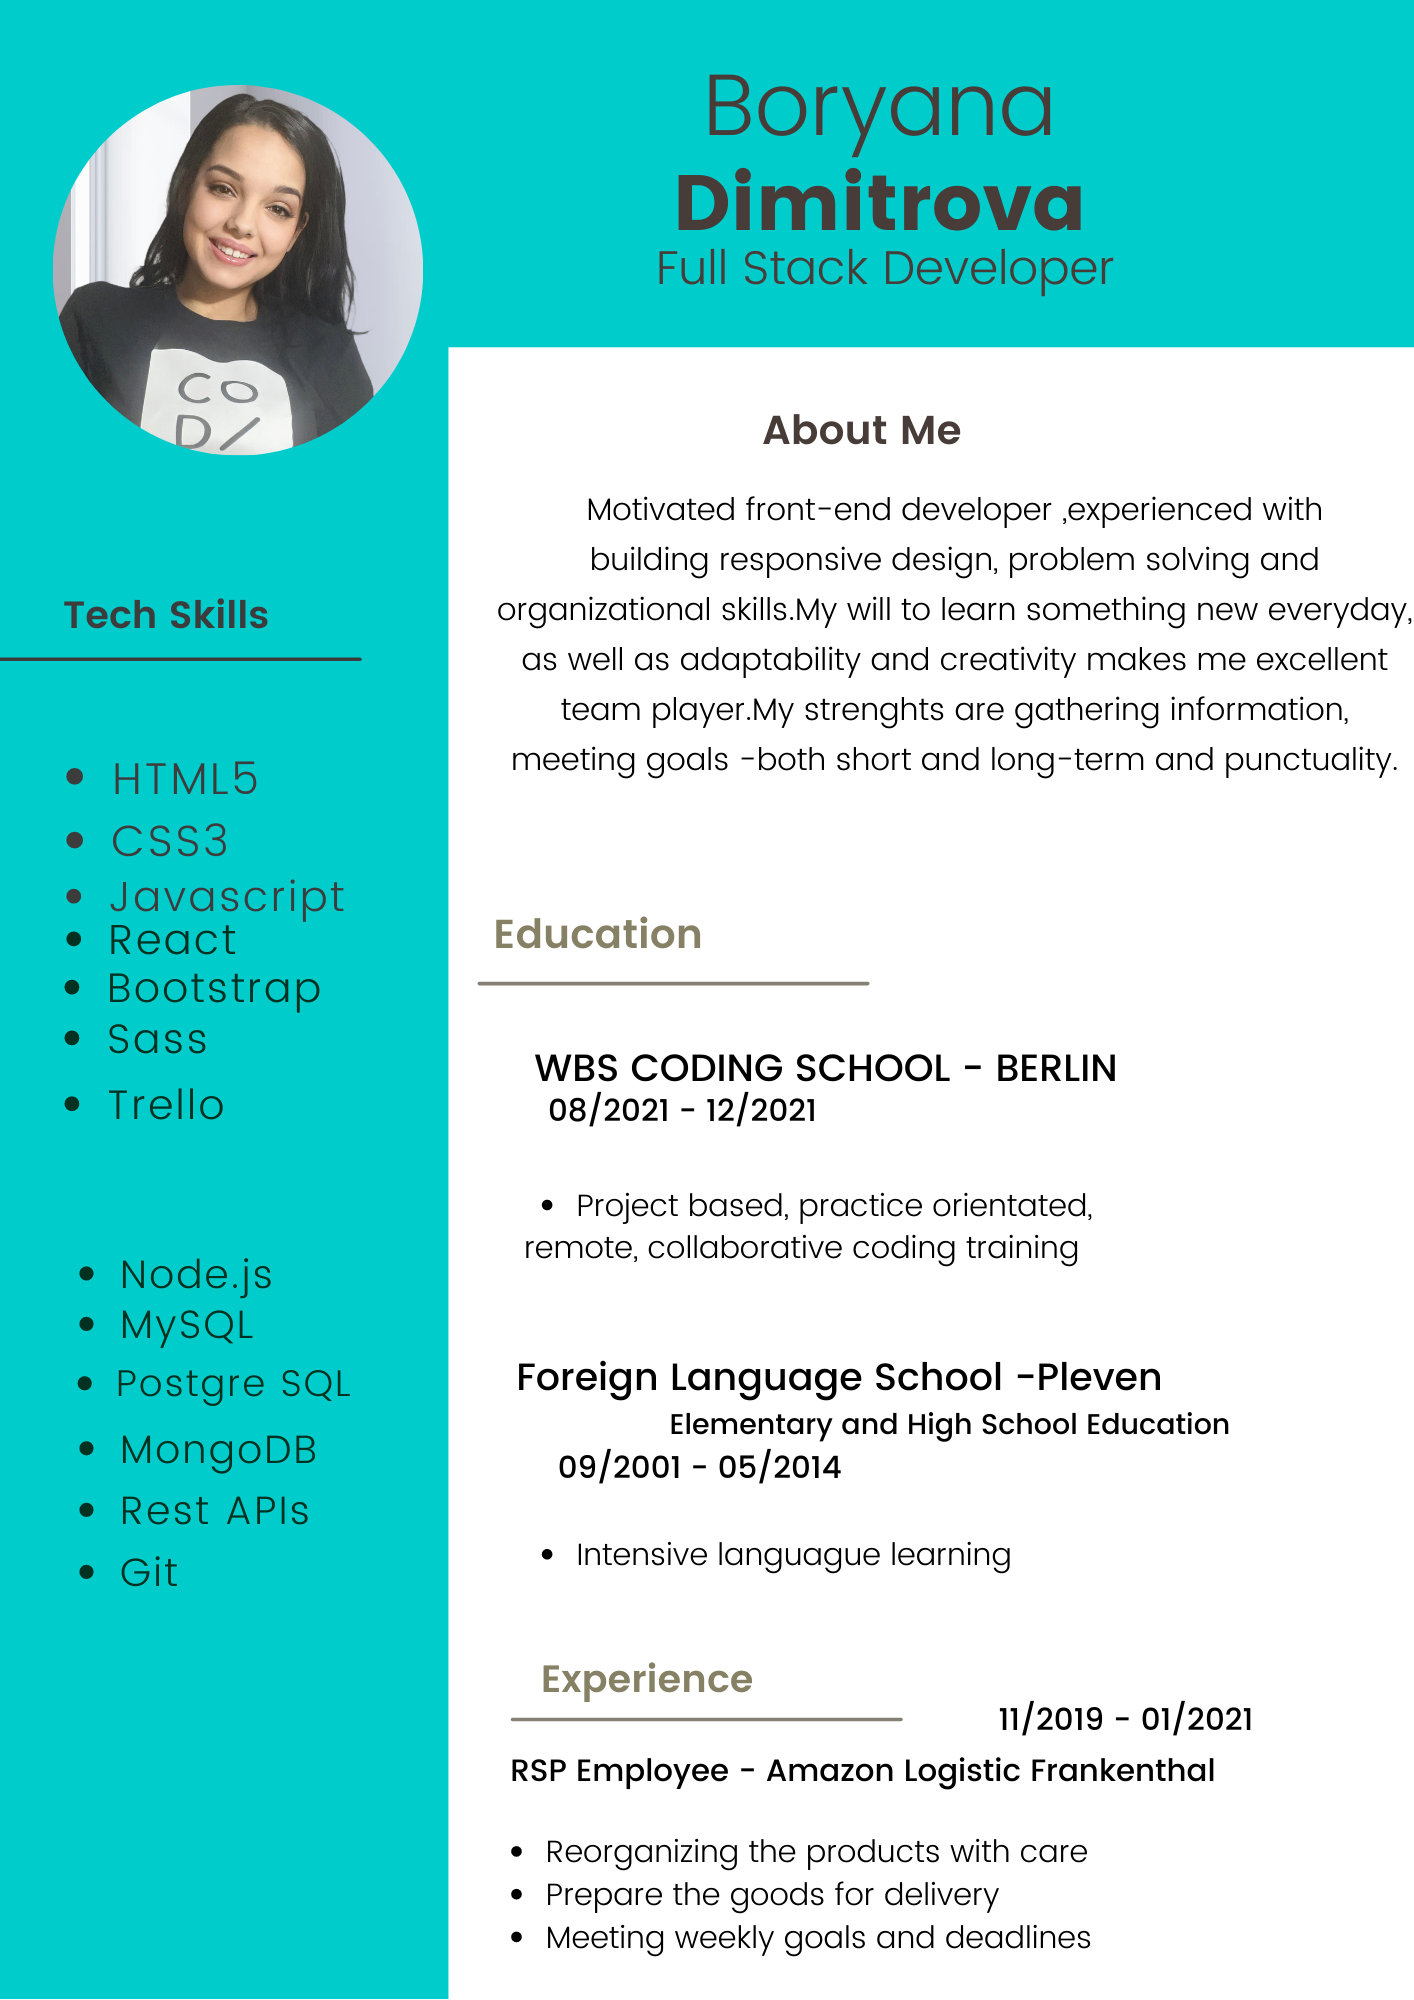 Boryana
Dimitrova
Full Stack Developer
CO
D/
Tech Skills
• HTML5
• CSS3
• Javascript
• React
• Bootstrap
• Sass
• Trello
• Node.js
• MySQL
• Postgre SQL
• MongoDB
• Rest APIs
• Git
About Me
Motivated front-end developer ,experienced with
building responsive design, problem solving and
organizational skills.My will to learn something new everyday,
as well as adaptability and creativity makes me excellent
team player.My strenghts are gathering information,
meeting goals -both short and long-term and punctuality.
Education
WBS CODING SCHOOL - BERLIN
08/2021 - 12/2021
• Project based, practice orientated,
remote, collaborative coding training
Foreign Language School -Pleven
Elementary and High School Education
09/2001 - 05/2014
• Intensive languague learning
Experience
11/2019 - 01/2021
RSP Employee - Amazon Logistic Frankenthal
• Reorganizing the products with care
• Prepare the goods for delivery
• Meeting weekly goals and deadlines